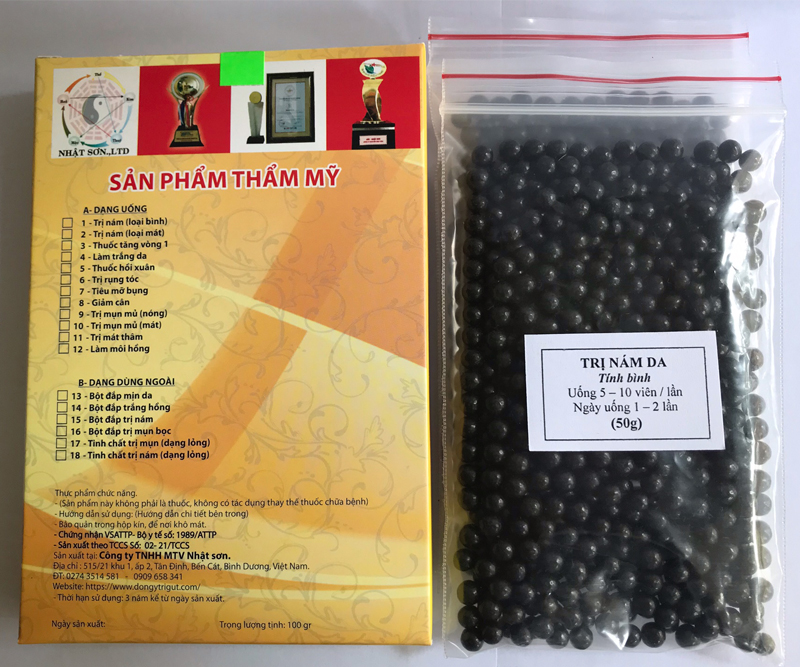 NHẬT SƠN.,LTD
SẢN PHẨM THẨM MỸ
A- DẠNG UỐNG
1 - Trị nám (loại bình)
2 - Trị nám (loại mát)
3 - Thuốc tăng vòng 1
4 - Làm trắng da
5 - Thuốc hồi xuân
6 - Trị rụng tóc
7 - Tiêu mỡ bụng
8 - Giảm cân
9 - Trị mụn mủ (nóng)
10 - Trị mụn mủ (mát)
11 - Trị mát thâm
12 - Làm môi hồng
B- DẠNG DÙNG NGOÀI
13 - Bột đắp mịn da
14 - Bột đắp trắng hồng
15 - Bột đắp trị nám
16 - Bột đắp trị mụn bọc
17 - Tinh chất trị mụn (dạng lỏng)
18 - Tinh chất trị nám (dạng lỏng)
Thực phẩm chức năng.
- (Sản phẩm này không phải là thuốc, không có tác dụng thay thế thuốc chữa bệnh)
- Hướng dẫn sử dụng: (Hướng dẫn chi tiết bên trong)
- Bảo quản trong hộp kín, để nơi khô mát.
- Chứng nhận VSATTP- Bộ y tế số: 1989/ATTP
- Sản xuất theo TCCS Số: 02- 21/TCCS
Sản xuất tại: Công ty TNHH MTV Nhật sơn.
Địa chỉ : 515/21 khu 1, ấp 2, Tân Định, Bến Cát, Bình Dương, Việt Nam.
ĐT: 0274 3514 581 - 0909 658 341
Website: https://www.dongytrigut.com/
- Thời hạn sử dụng: 3 năm kể từ ngày sản xuất.
Ngày sản xuất: Trọng lượng tịnh: 100 gr
TRỊ NÁM DA
Tính bình
Uống 5 – 10 viên / lần
Ngày uống 1 – 2 lần
(50g)